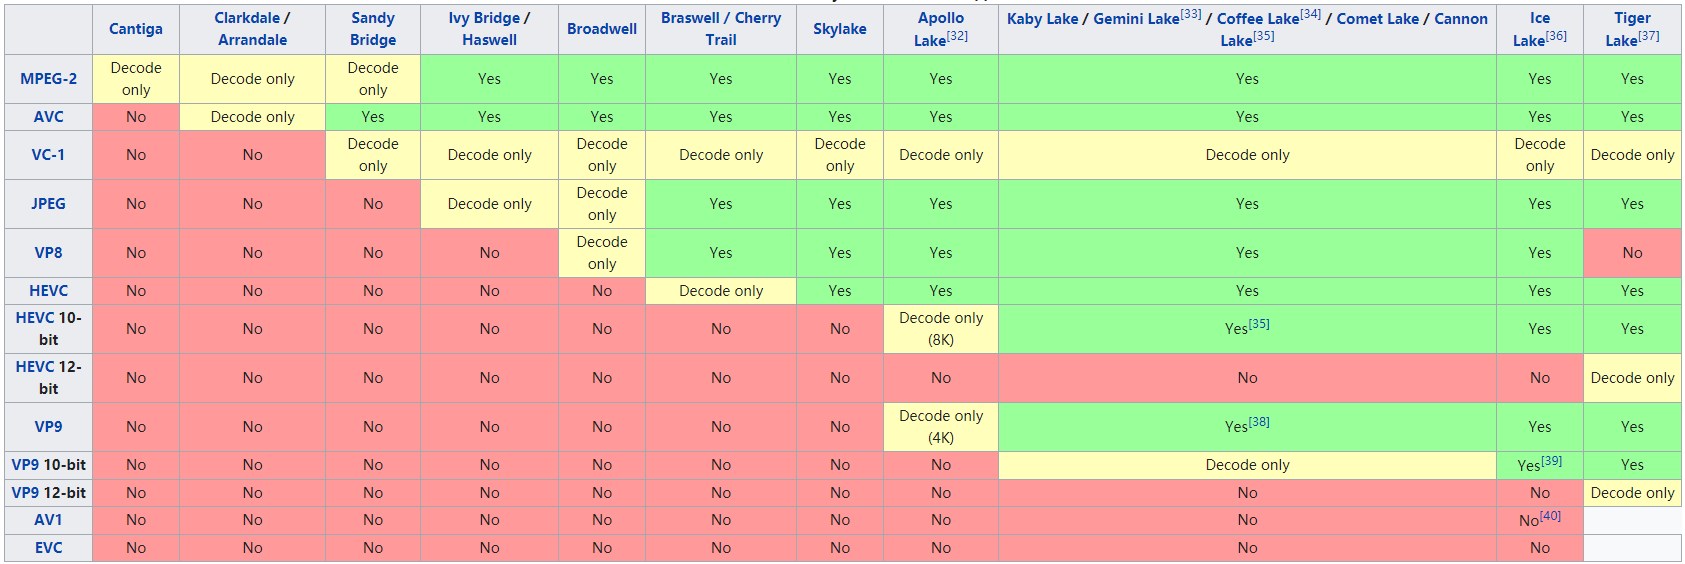 Cantiga Clarkdale / Arrandale Sandy Bridge Ivy Bridge / Haswell Broadwell Braswell / Cherry Trail Skylake Apollo Lake[32] Kaby Lake / Gemini Lake[33] / Coffee Lake[34] / Comet Lake / Cannon Lake[35] Ice Lake[36] Tiger Lake[37]
MPEG-2 Decode only Decode only Decode only Yes Yes Yes Yes Yes Yes Yes Yes
AVC No Decode only Yes Yes Yes Yes Yes Yes Yes Yes Yes
VC-1 No No Decode only Decode only Decode only Decode only Decode only Decode only Decode only Decode only Decode only
JPEG No No No Decode only Decode only Yes Yes Yes Yes Yes Yes
VP8 No No No No Decode only Yes Yes Yes Yes Yes No
HEVC No No No No No Decode only Yes Yes Yes Yes Yes
HEVC 10-bit No No No No No No No Decode only (8K) Yes[35] Yes Yes
HEVC 12-bit No No No No No No No No No No Decode only
VP9 No No No No No No No Decode only (4K) Yes[38] Yes Yes
VP9 10-bit No No No No No No No No Decode only Yes[39] Yes
VP9 12-bit No No No No No No No No No No Decode only
AV1 No No No No No No No No No No[40]
EVC No No No No No No No No No No